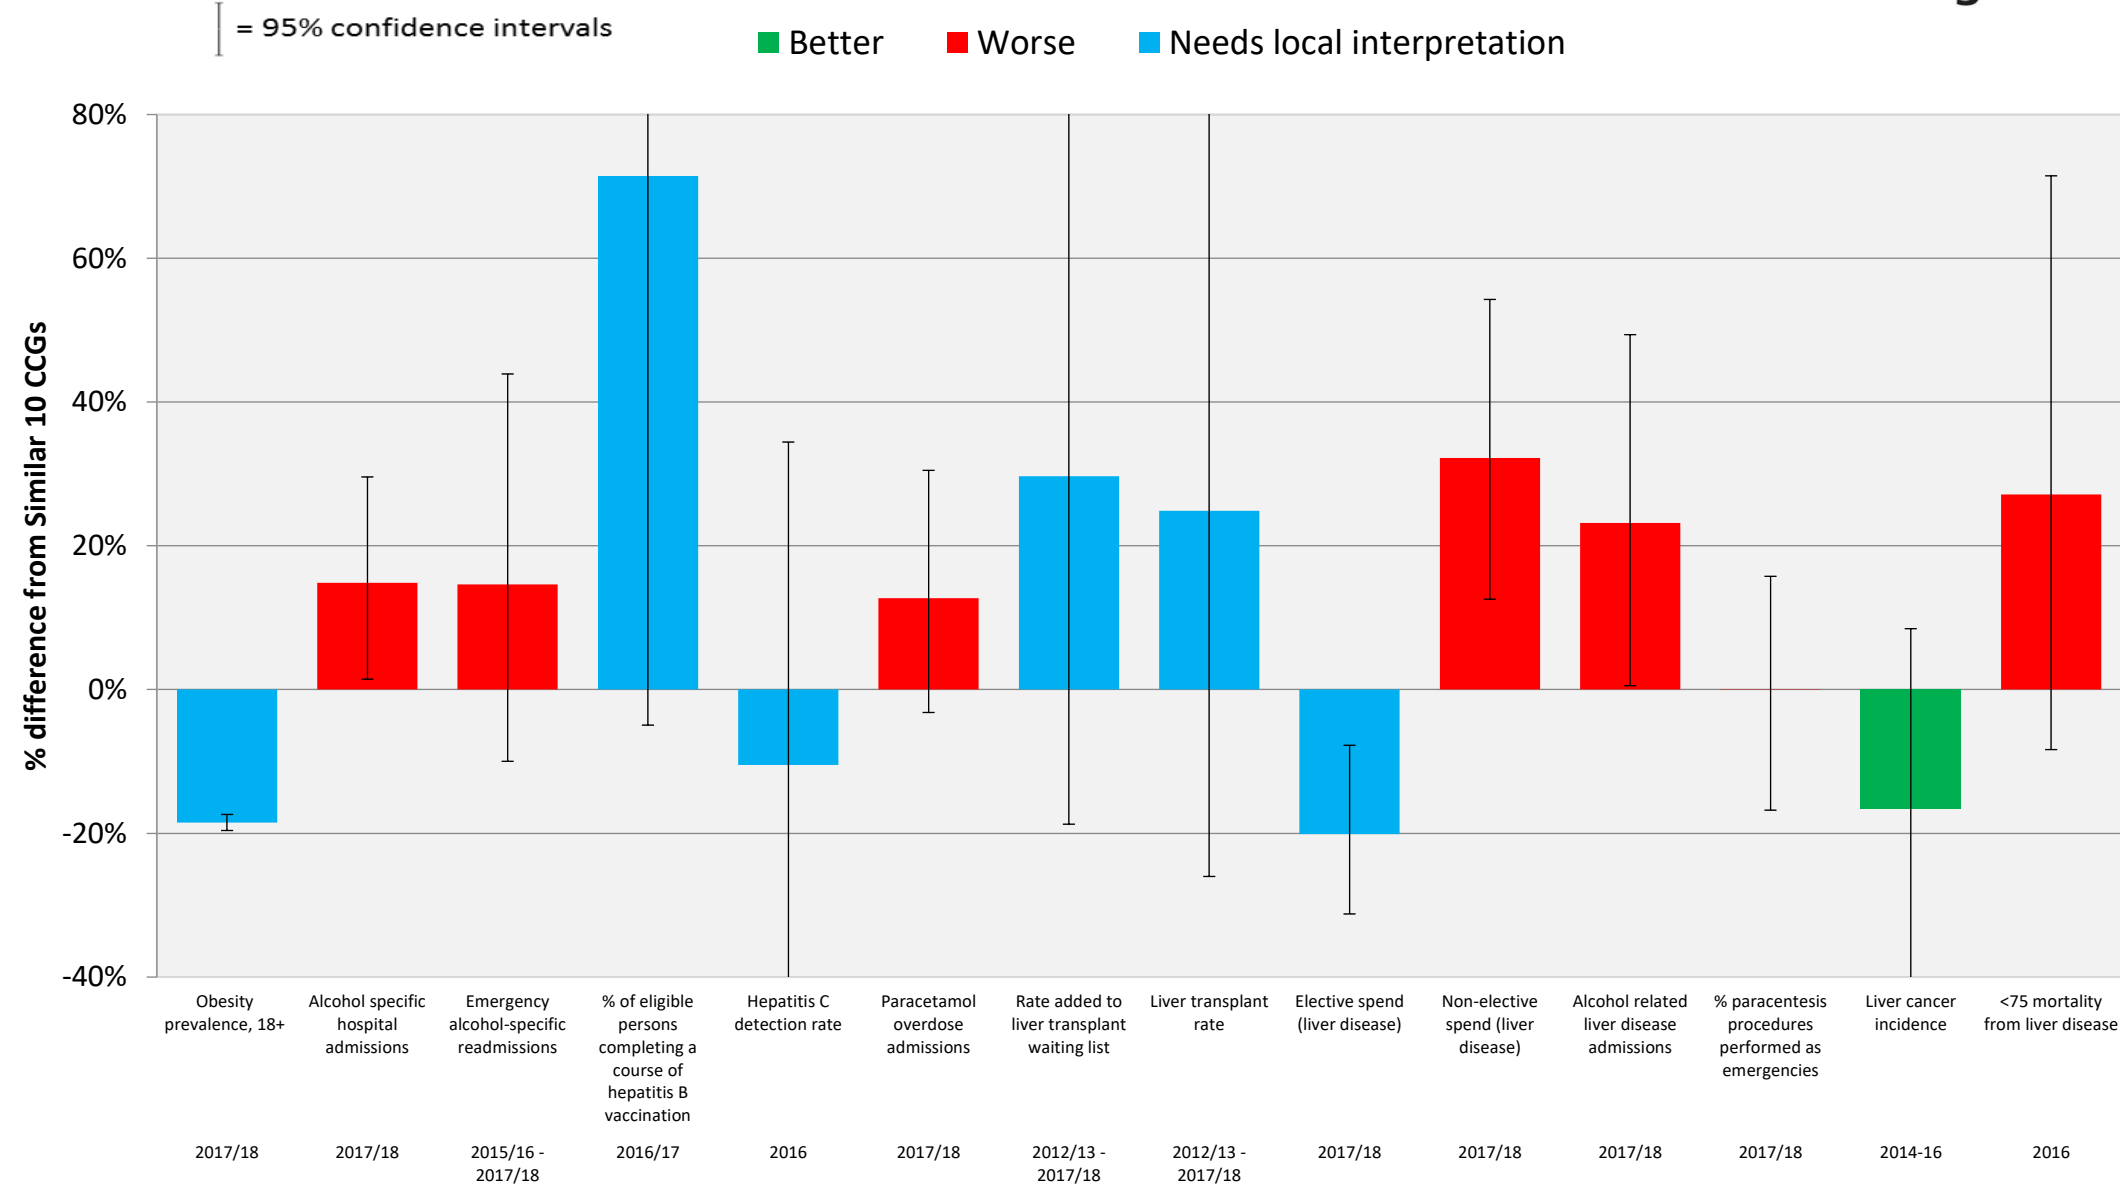 = 95% confidence intervals
Better Worse Needs local interpretation
80%
60%
40%
20%
0%
-20%
-40%
% difference from Similar 10 CCGs
Obesity
prevalence, 18+
2017/18
Alcohol specific
hospital
admissions
2017/18
Emergency
alcohol-specific
readmissions
2015/16 -
2017/18
% of eligible
persons
completing a
course of
hepatitis B
vaccination
2016/17
Hepatitis C
detection rate
2016
Paracetamol
overdose
admissions
2017/18
Rate added to
liver transplant
waiting list
2012/13 -
2017/18
Liver transplant
rate
2012/13 -
2017/18
Elective spend
(liver disease)
2017/18
Non-elective
spend (liver
disease)
2017/18
Alcohol related
liver disease
admissions
2017/18
% paracentesis
procedures
performed as
emergencies
2017/18
Liver cancer
incidence
2014-16
<75 mortality
from liver disease
2016